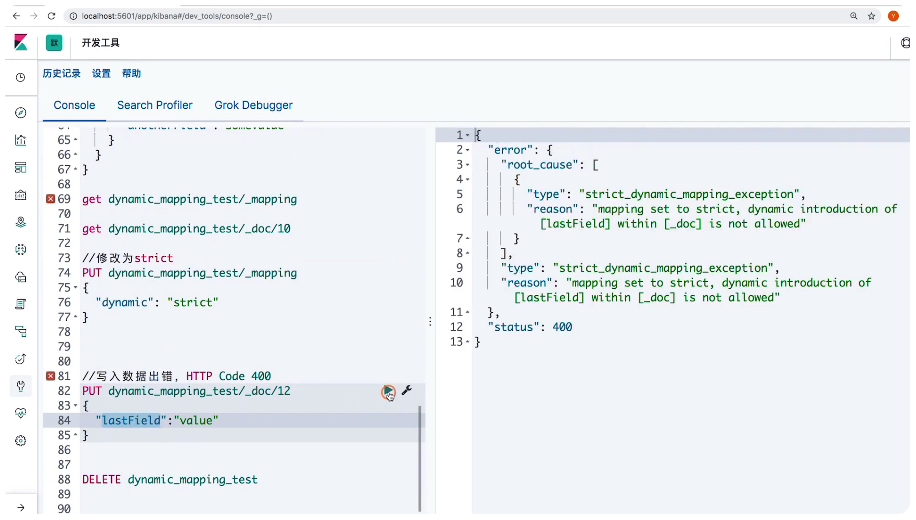 localhost:5601/app/kibana#/dev_tools/console?_g=()
Y
默
开发工具
历史记录 设置 帮助
Console Search Profiler Grok Debugger
65 }
66 }
67 }
68
69 get dynamic_mapping_test/_mapping
70
71 get dynamic_mapping_test/_doc/10
72
73 //修改为strict
74 PUT dynamic_mapping_test/_mapping
75 {
76 "dynamic": "strict"
77 }
78
79
80
81 //写入数据出错，HTTP Code 400
82 PUT dynamic_mapping_test/_doc/12
83 {
84 "lastField":"value"
85 }
86
87
88 DELETE dynamic_mapping_test
89
90
1 {
2 "error": {
3 "root_cause": [
4 {
5 "type": "strict_dynamic_mapping_exception",
6 "reason": "mapping set to strict, dynamic introduction of
[lastField] within [_doc] is not allowed"
7 }
8 ],
9 "type": "strict_dynamic_mapping_exception",
10 "reason": "mapping set to strict, dynamic introduction of
[lastField] within [_doc] is not allowed"
11 },
12 "status": 400
13 }